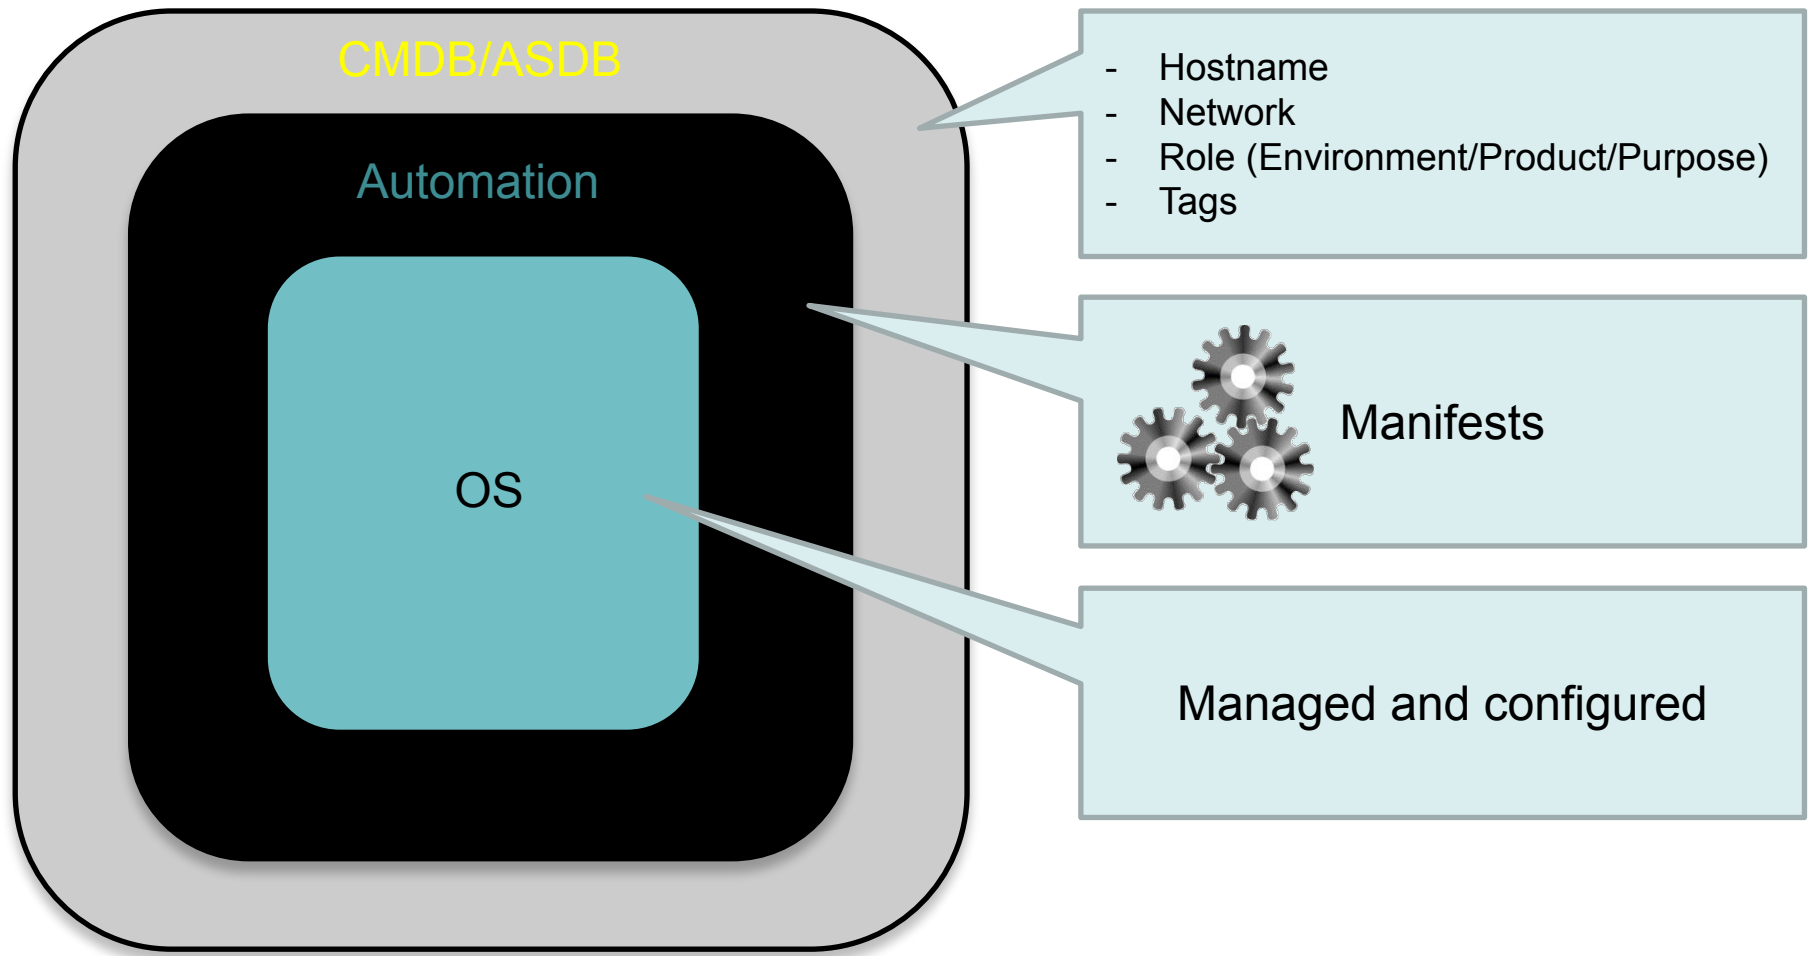 CMDB/ASDB
Automation
OS
- Hostname
- Network
- Role (Environment/Product/Purpose)
- Tags
Manifests
Managed and configured